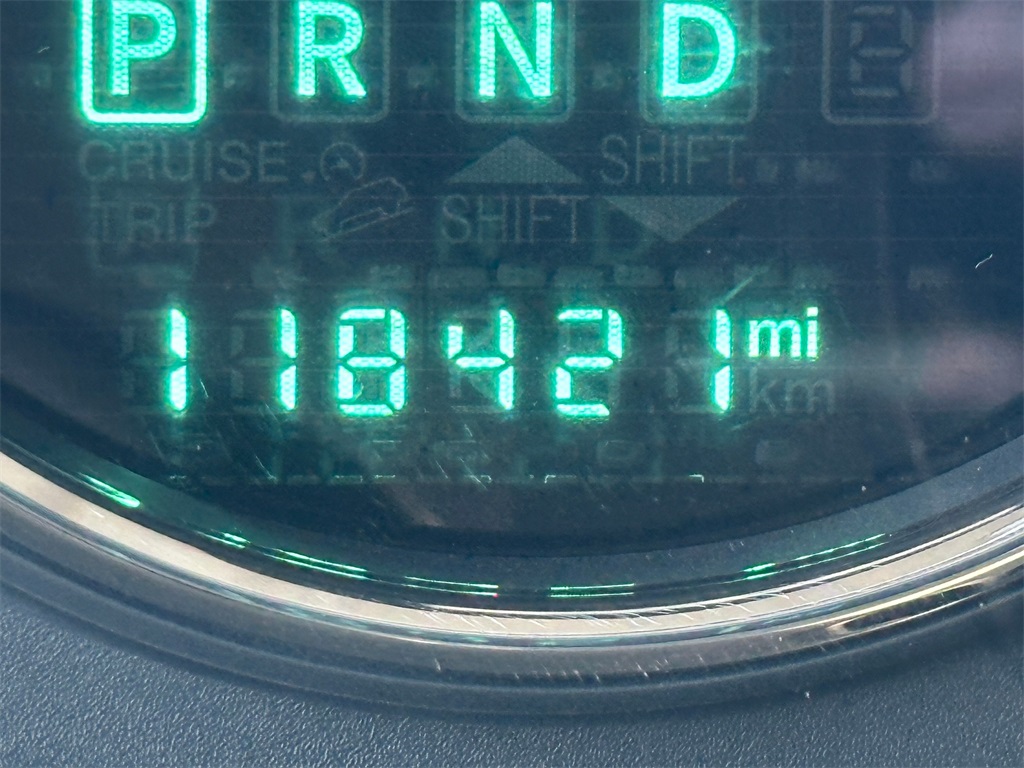 P R N D
CRUISE SHIFT
TRIP SHIFT
118421 mi
km